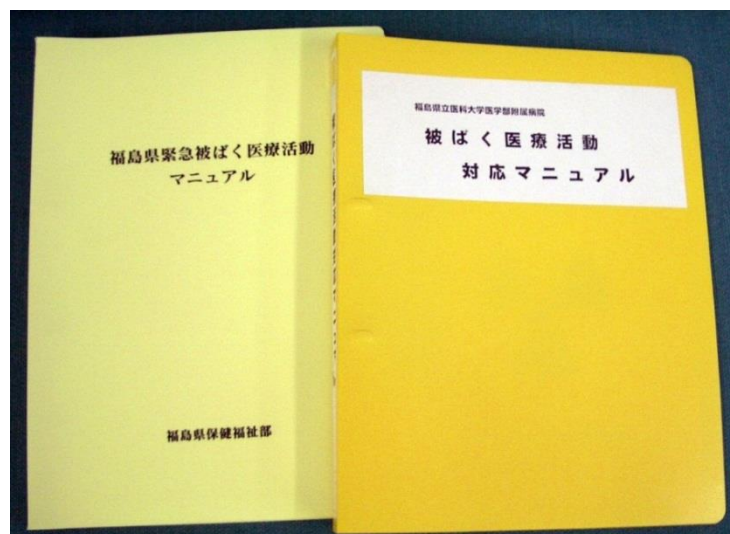 福島県緊急被ばく医療活動
マニュアル
福島県保健福祉部
福島県立医科大学医学部附属病院
被ばく医療活動
対応マニュアル